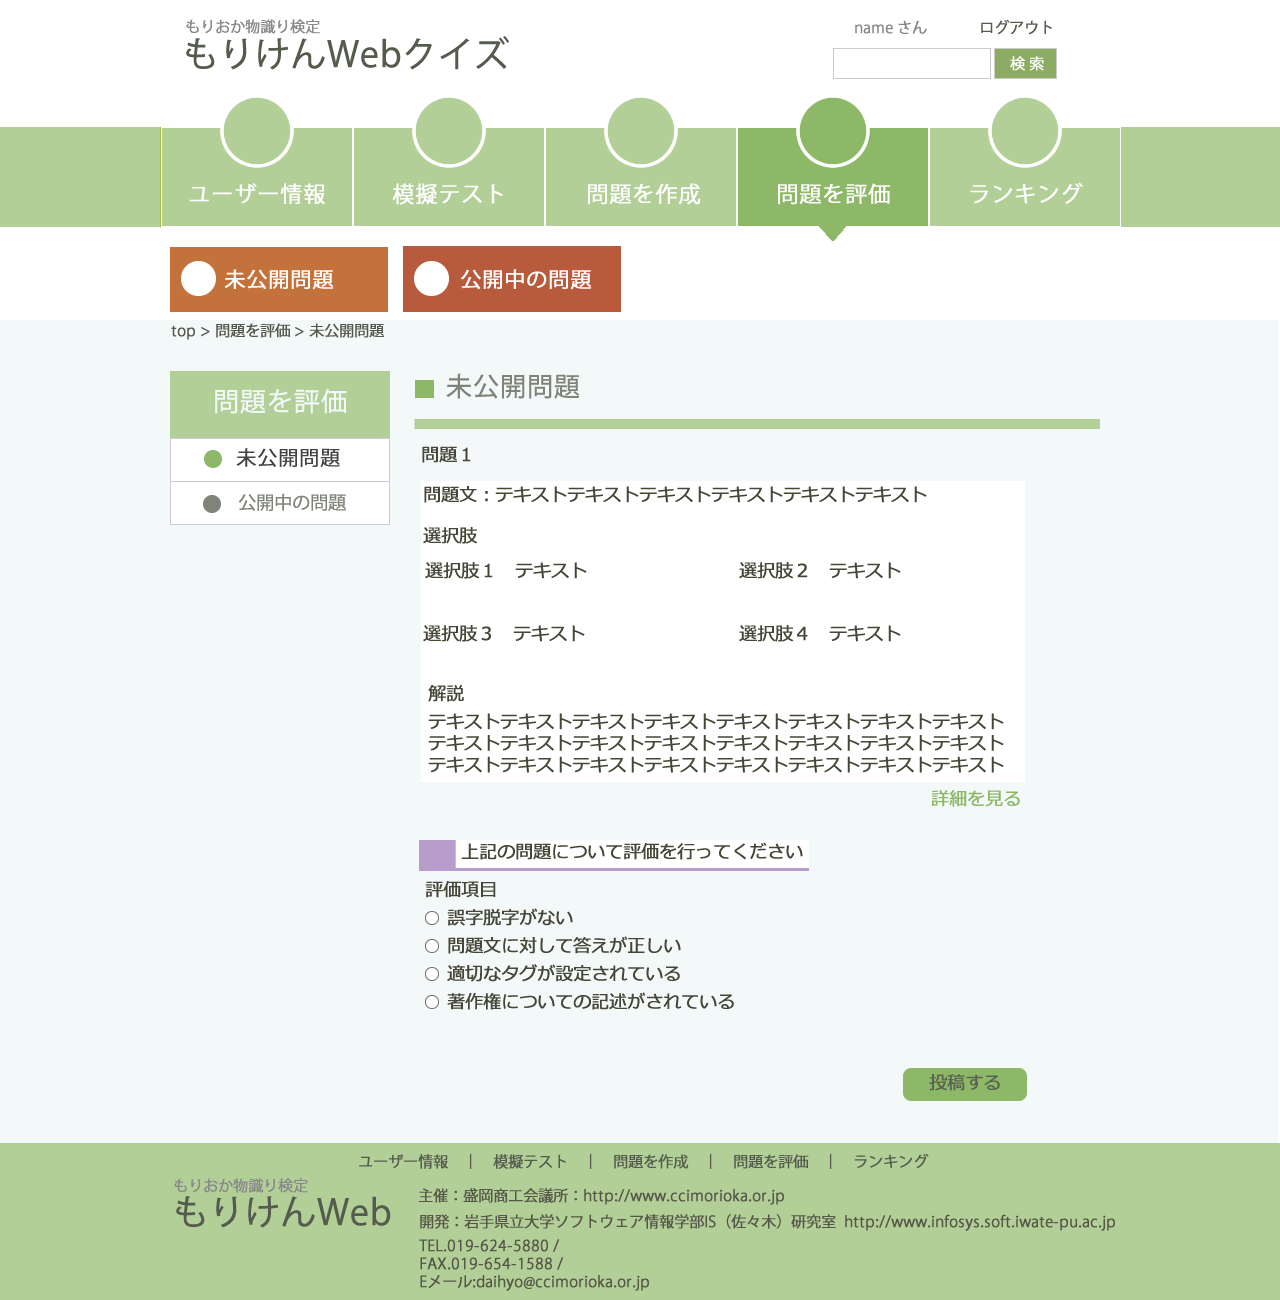 もりおか物識り検定
もりけんWebクイズ
name さん
ログアウト
検 索
ユーザー情報
模擬テスト
問題を作成
問題を評価
ランキング
未公開問題
公開中の問題
top > 問題を評価 > 未公開問題
問題を評価
未公開問題
公開中の問題
未公開問題
問題１
問題文：テキストテキストテキストテキストテキストテキスト
選択肢
選択肢１　テキスト
選択肢２　テキスト
選択肢３　テキスト
選択肢４　テキスト
解説
テキストテキストテキストテキストテキストテキストテキストテキスト
テキストテキストテキストテキストテキストテキストテキストテキスト
テキストテキストテキストテキストテキストテキストテキストテキスト
詳細を見る
上記の問題について評価を行ってください
評価項目
誤字脱字がない
問題文に対して答えが正しい
適切なタグが設定されている
著作権についての記述がされている
投稿する
ユーザー情報 | 模擬テスト | 問題を作成 | 問題を評価 | ランキング
もりおか物識り検定
もりけんWeb
主催：盛岡商工会議所：http://www.ccimorioka.or.jp
開発：岩手県立大学ソフトウェア情報学部IS（佐々木）研究室 http://www.infosys.soft.iwate-pu.ac.jp
TEL.019-624-5880 /
FAX.019-654-1588 /
Eメール:daihyo@ccimorioka.or.jp